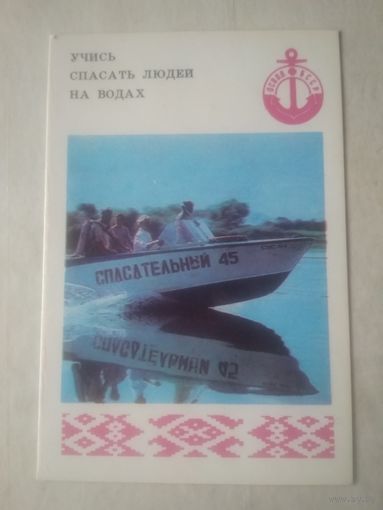 УЧИСЬ
СПАСАТЬ ЛЮДЕЙ
НА ВОДАХ
ОСВОД БССР
СПАСАТЕЛЬНЫЙ 45